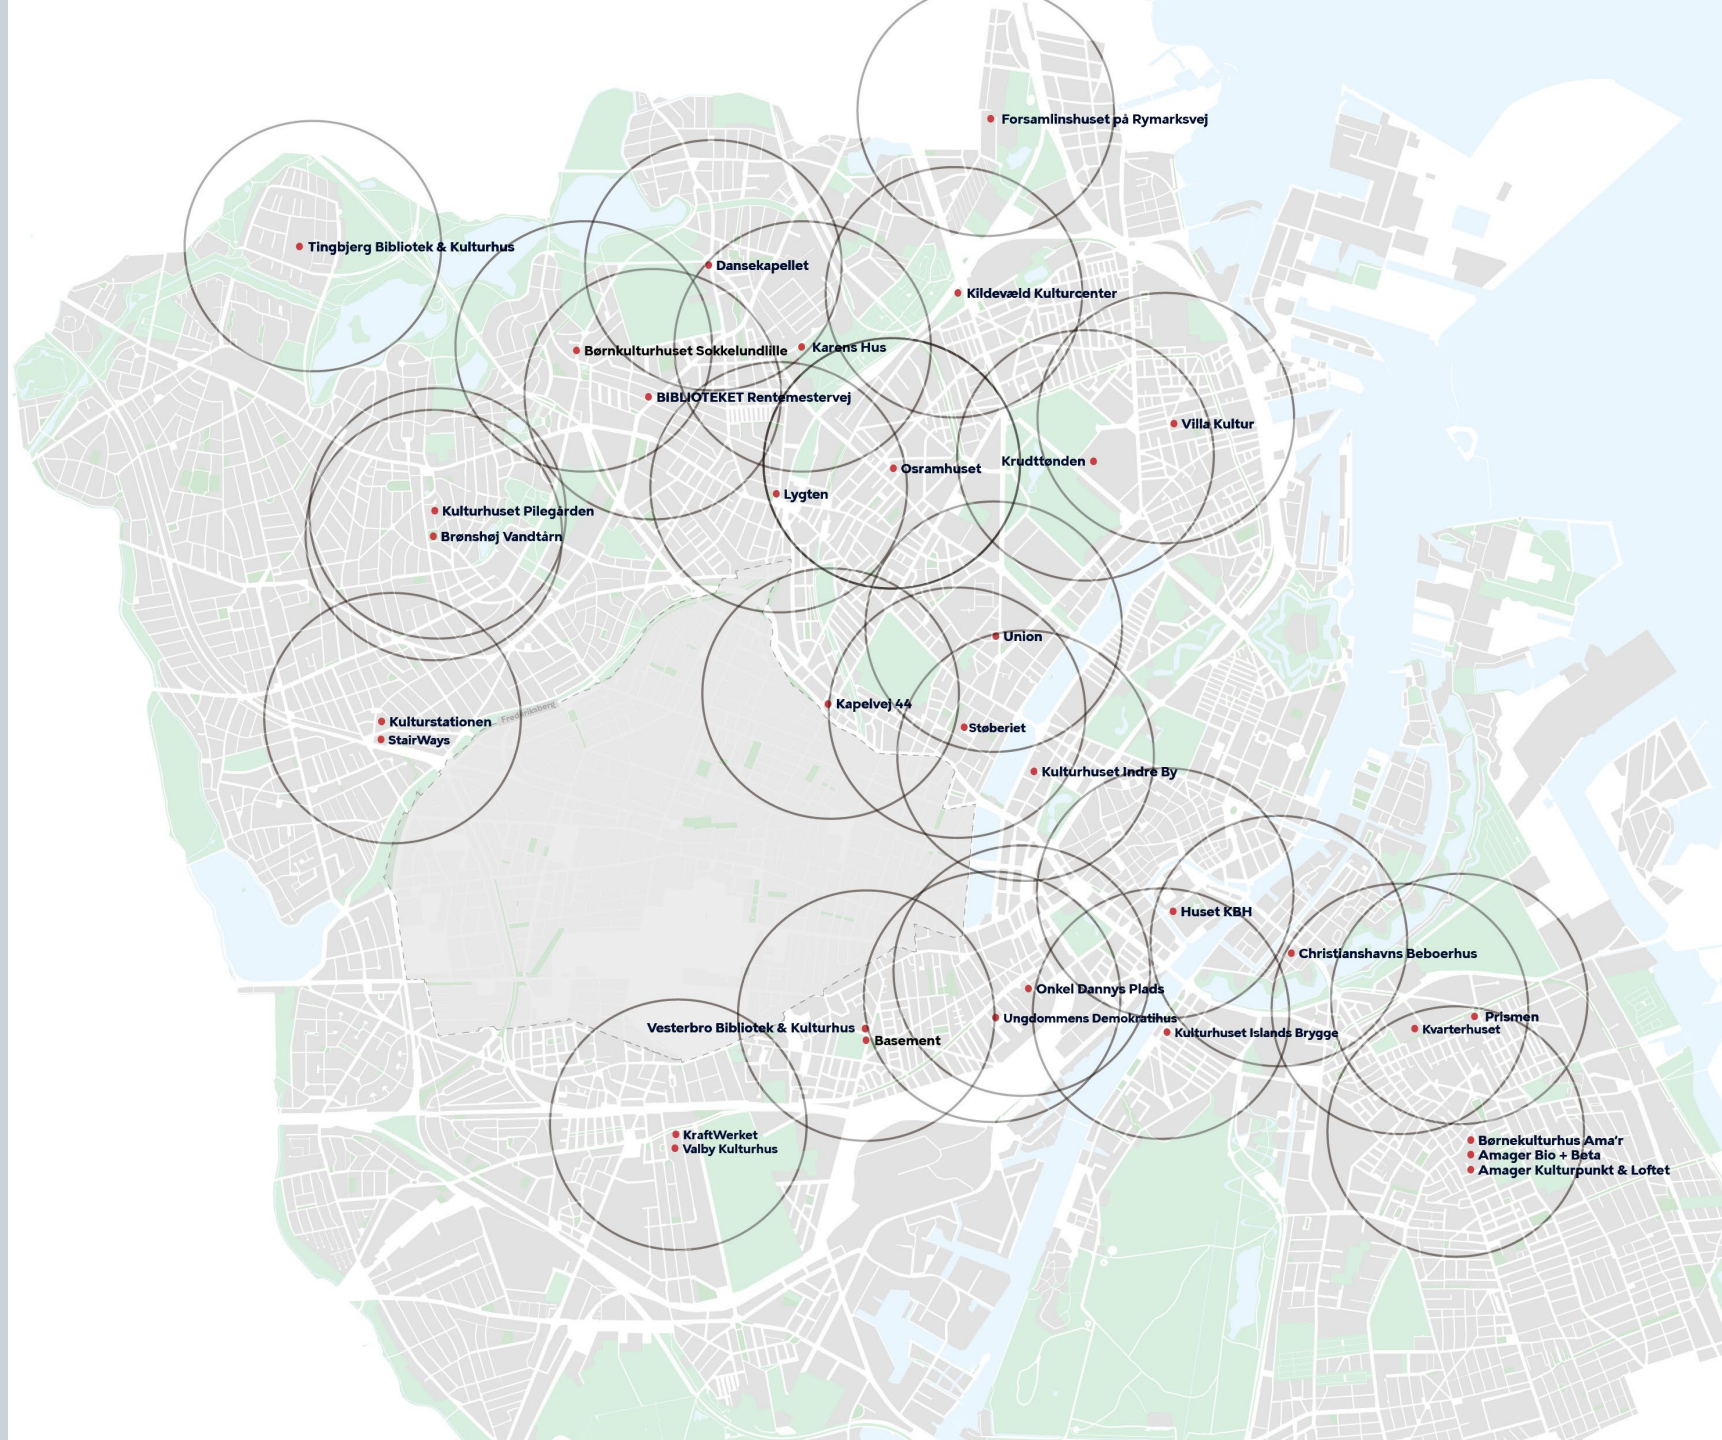 Forsamlinshuset på Rymarksvej
Tingbjerg Bibliotek & Kulturhus
Dansekapellet
Kildevæld Kulturcenter
Børnkulturhuset Sokkelundlille
Karens Hus
BIBLIOTEKET Rentemestervej
Villa Kultur
Krudttønden
Osramhuset
Lygten
Kulturhuset Pilegården
Brønshøj Vandtårn
Union
Kapelvej 44
Frederiksberg
Kulturstationen
Støberiet
StairWays
Kulturhuset Indre By
Huset KBH
Christianshavns Beboerhus
Onkel Dannys Plads
Ungdommens Demokratihus
Prismen
Vesterbro Bibliotek & Kulturhus
Kvarterhuset
Kulturhuset Islands Brygge
Basement
KraftWerket
Valby Kulturhus
Børnekulturhus Ama'r
Amager Bio + Beta
Amager Kulturpunkt & Loftet